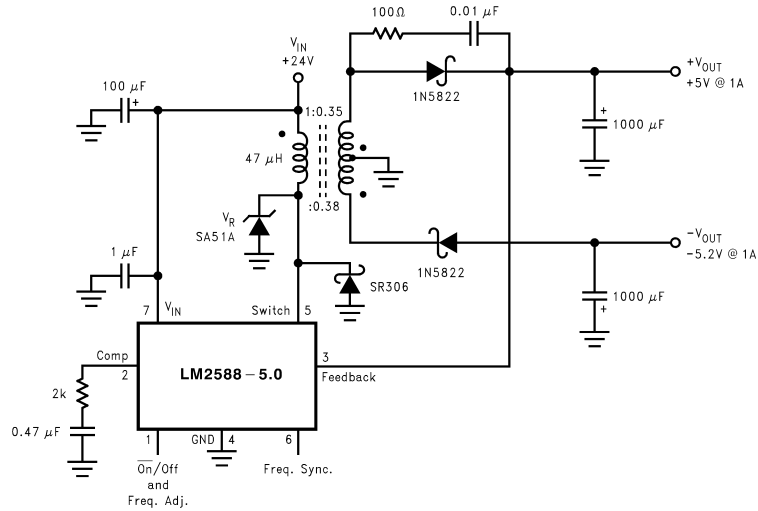 100Ω
0.01 µF
V_IN
+24V
+V_OUT
+5V @ 1A
100 µF
+
1:0.35
1N5822
+
1000 µF
47 µH
:0.38
V_R
SA51A
-V_OUT
-5.2V @ 1A
1 µF
1N5822
SR306
1000 µF
+
7
V_IN
Switch
5
Comp
2
LM2588-5.0
3
Feedback
2k
0.47 µF
1
GND
4
6
On/Off
and
Freq. Adj.
Freq. Sync.